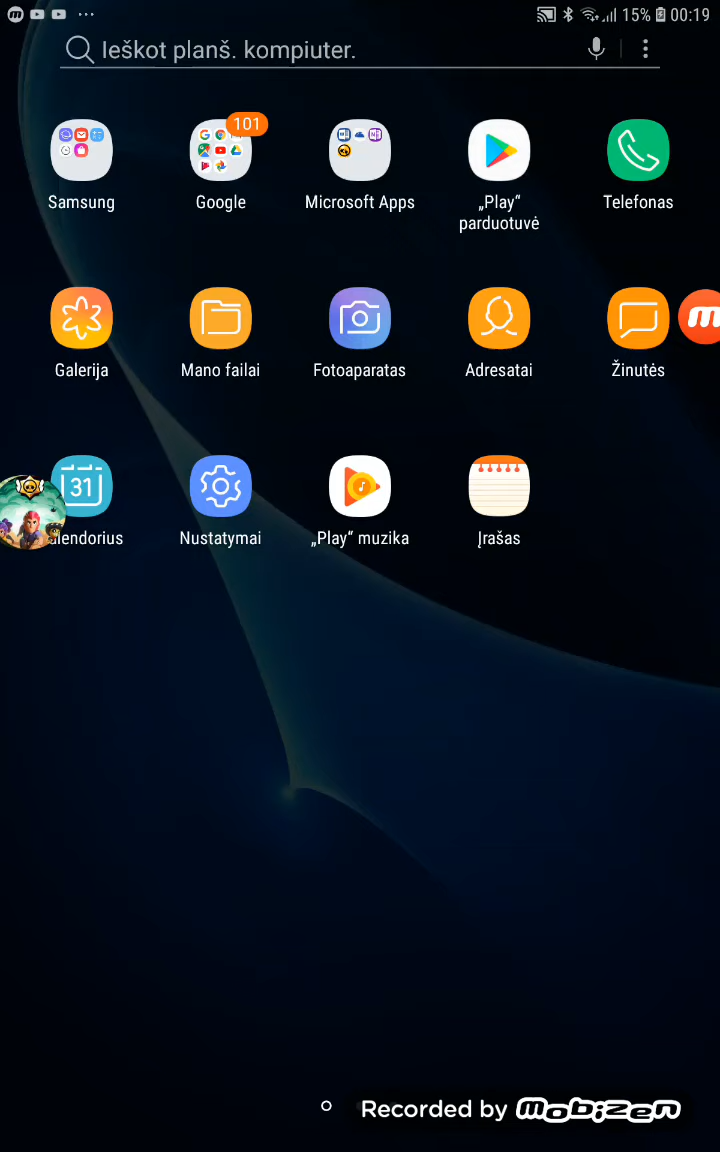 15% 00:19
Ieškot planš. kompiuter.
101
Samsung
Google
Microsoft Apps
„Play“
parduotuvė
Telefonas
Galerija
Mano failai
Fotoaparatas
Adresatai
Žinutės
31
lendorius
Nustatymai
„Play“ muzika
Įrašas
Recorded by mobizen